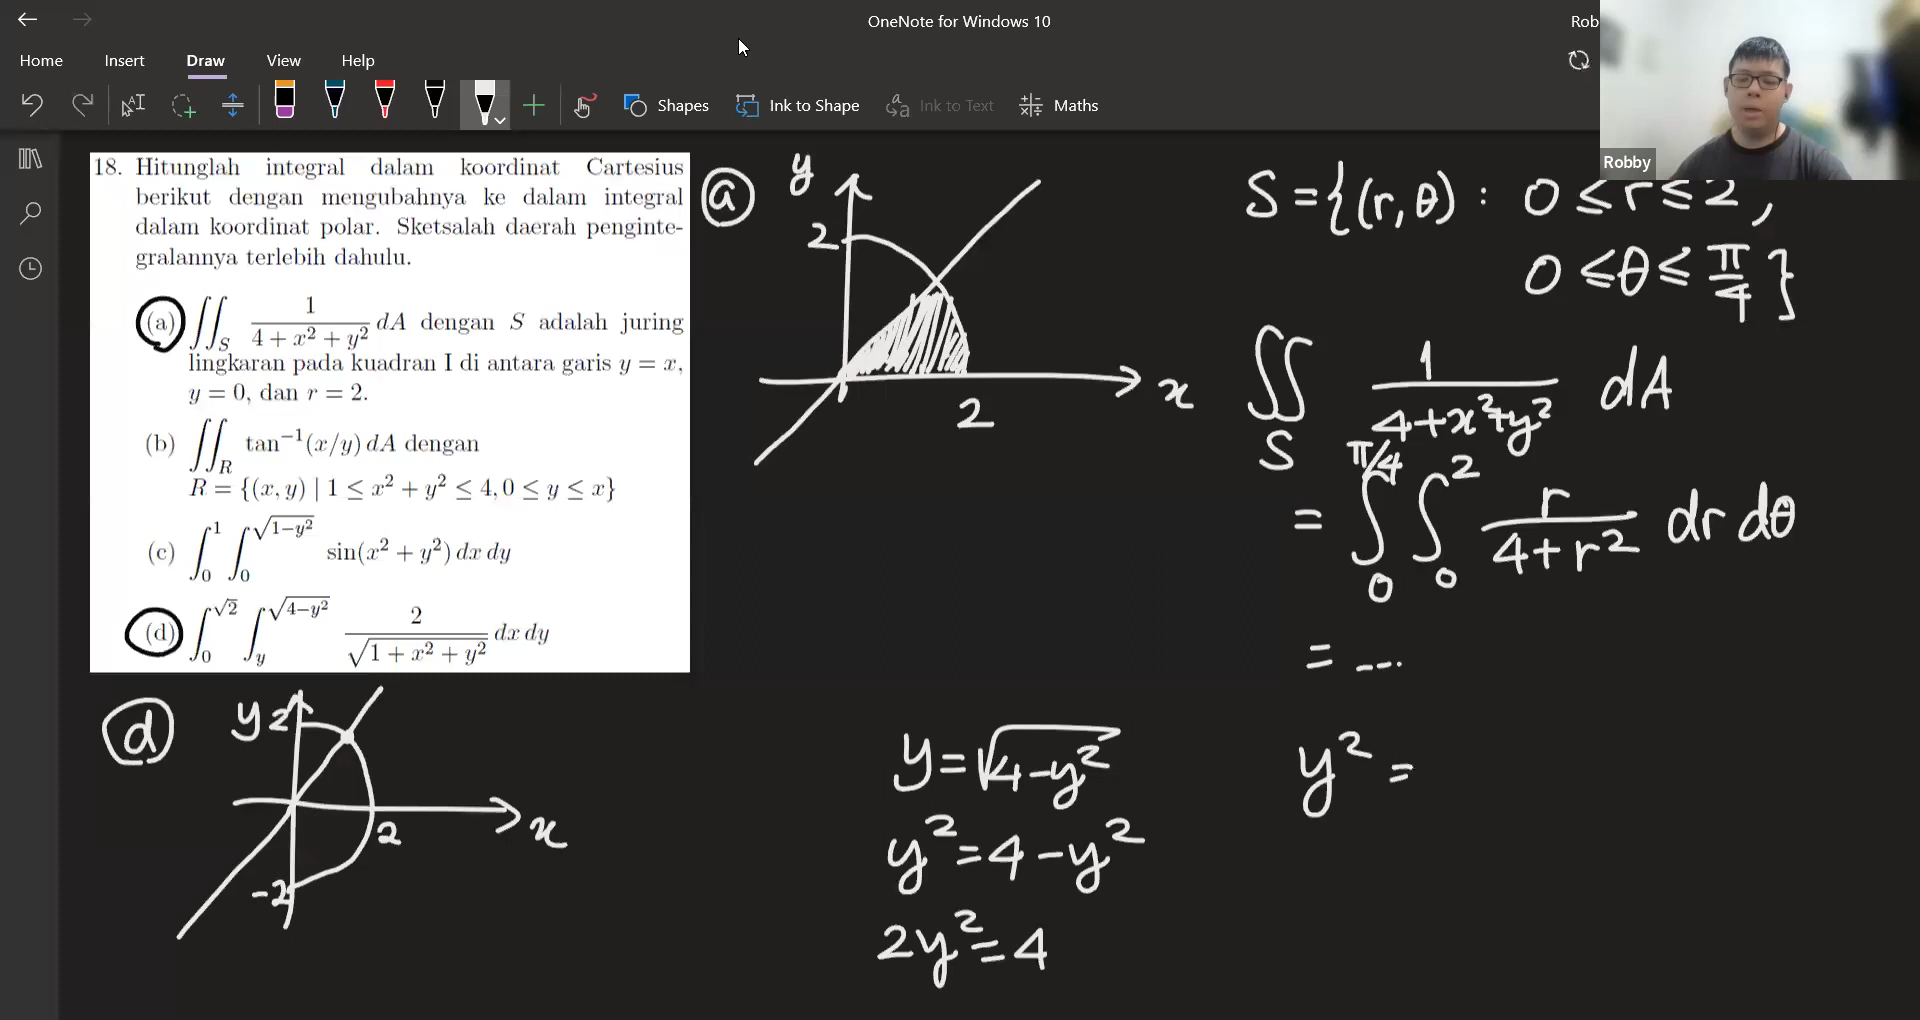 OneNote for Windows 10
Rob
Home Insert Draw View Help
Shapes Ink to Shape Ink to Text Maths
Robby
18. Hitunglah integral dalam koordinat Cartesius
berikut dengan mengubahnya ke dalam integral
dalam koordinat polar. Sketsalah daerah penginte-
gralannya terlebih dahulu.
(a) ∬_S 1/(4 + x² + y²) dA dengan S adalah juring
lingkaran pada kuadran I di antara garis y = x,
y = 0, dan r = 2.
(b) ∬_R tan⁻¹(x/y) dA dengan
R = {(x, y) | 1 ≤ x² + y² ≤ 4, 0 ≤ y ≤ x}
(c) ∫₀¹ ∫₀^√(1−y²) sin(x² + y²) dx dy
(d) ∫₀^√2 ∫_y^√(4−y²) 2/√(1 + x² + y²) dx dy
(a)
y
2
2
x
S = {(r, θ) : 0 ≤ r ≤ 2,
0 ≤ θ ≤ π/4}
∬_S 1/(4+x²+y²) dA
= ∫₀^π/4 ∫₀² r/(4+r²) dr dθ
= ....
(d)
y 2
2 x
-2
y = √(4-y²)
y² = 4 - y²
2y² = 4
y² =